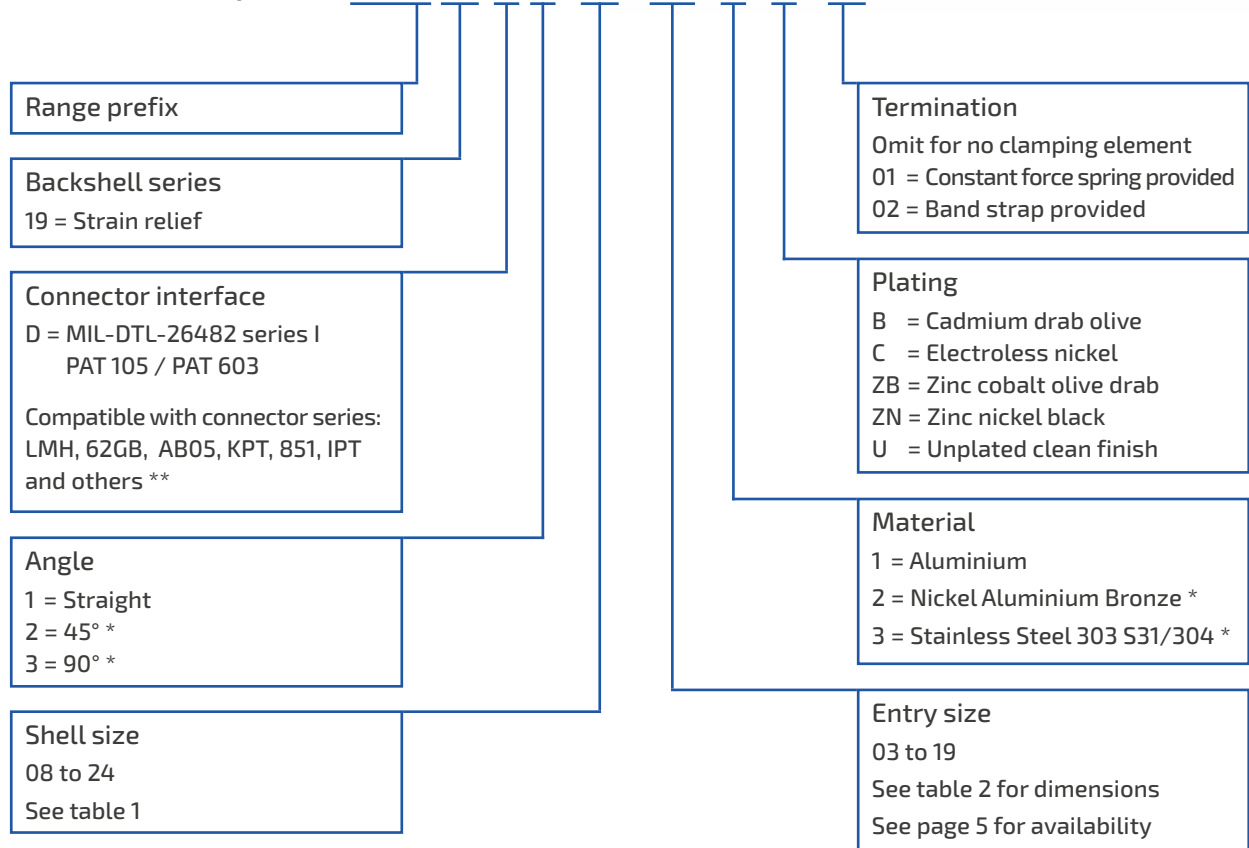 Range prefix
Backshell series
19 = Strain relief
Connector interface
D = MIL-DTL-26482 series I
PAT 105 / PAT 603
Compatible with connector series:
LMH, 62GB, AB05, KPT, 851, IPT
and others **
Angle
1 = Straight
2 = 45° *
3 = 90° *
Shell size
08 to 24
See table 1
Termination
Omit for no clamping element
01 = Constant force spring provided
02 = Band strap provided
Plating
B = Cadmium drab olive
C = Electroless nickel
ZB = Zinc cobalt olive drab
ZN = Zinc nickel black
U = Unplated clean finish
Material
1 = Aluminium
2 = Nickel Aluminium Bronze *
3 = Stainless Steel 303 S31/304 *
Entry size
03 to 19
See table 2 for dimensions
See page 5 for availability